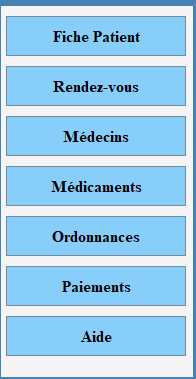 Fiche Patient
Rendez-vous
Médecins
Médicaments
Ordonnances
Paiements
Aide